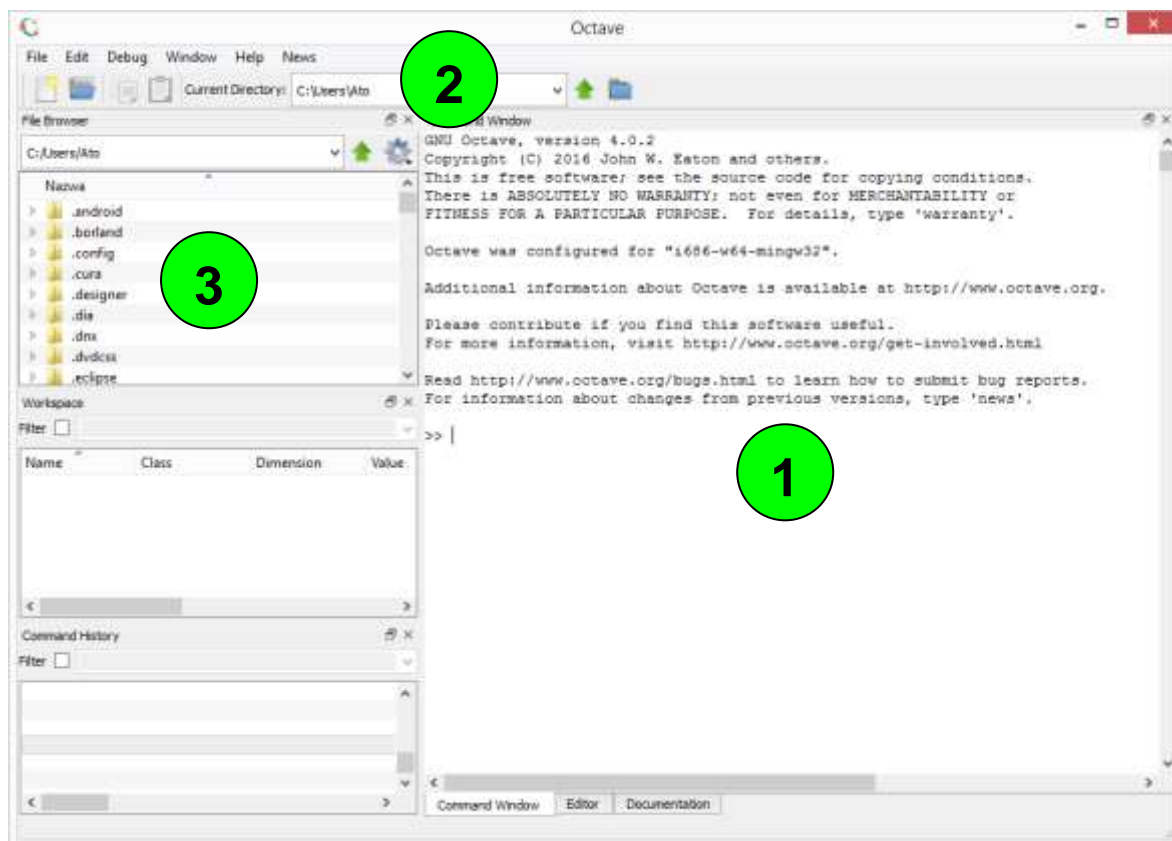 Octave
File Edit Debug Window Help News
2
Current Directory: C:\Users\Ato
File Browser
Window
C:/Users/Ato
Nazwa
.android
.borland
.config
.cura
.designer
.dia
.dnx
.dvdcss
.eclipse
3
Workspace
Filter
Name Class Dimension Value
Command History
Filter
GNU Octave, version 4.0.2
Copyright (C) 2016 John W. Eaton and others.
This is free software; see the source code for copying conditions.
There is ABSOLUTELY NO WARRANTY; not even for MERCHANTABILITY or
FITNESS FOR A PARTICULAR PURPOSE. For details, type 'warranty'.
Octave was configured for "i686-w64-mingw32".
Additional information about Octave is available at http://www.octave.org.
Please contribute if you find this software useful.
For more information, visit http://www.octave.org/get-involved.html
Read http://www.octave.org/bugs.html to learn how to submit bug reports.
For information about changes from previous versions, type 'news'.
>>
1
Command Window Editor Documentation